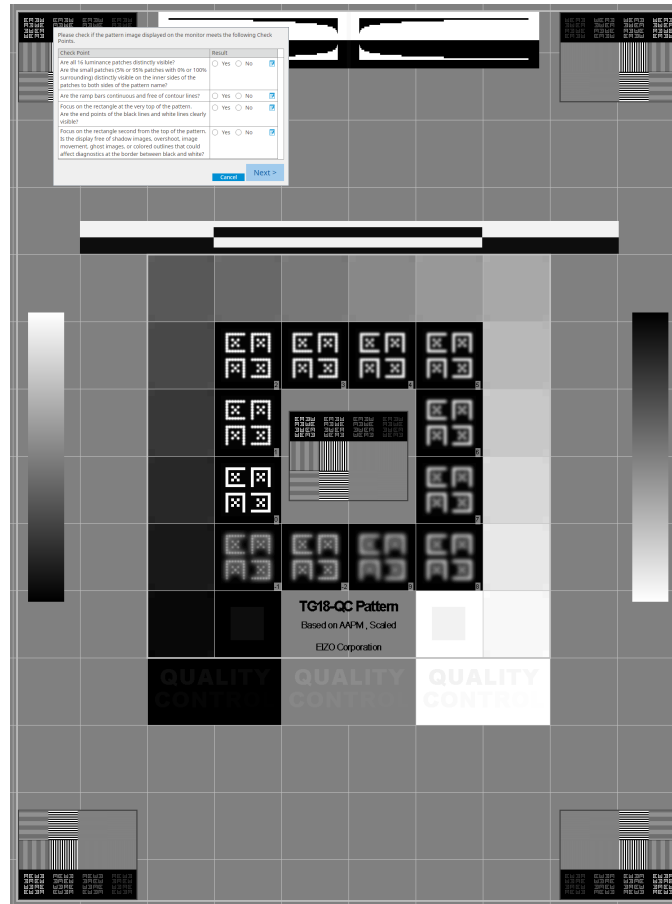 Please check if the pattern image displayed on the monitor meets the following Check
Points.
Check Point Result
Are all 16 luminance patches distinctly visible?
Are the small patches (5% or 95% patches with 0% or 100%
surrounding) distinctly visible on the inner sides of the
patches to both sides of the pattern name?
Yes No
Are the ramp bars continuous and free of contour lines?
Yes No
Focus on the rectangle at the very top of the pattern.
Are the end points of the black lines and white lines clearly
visible?
Yes No
Focus on the rectangle second from the top of the pattern.
Is the display free of shadow images, overshoot, image
movement, ghost images, or colored outlines that could
affect diagnostics at the border between black and white?
Yes No
Cancel Next >
TG18-QC Pattern
Based on AAPM , Scaled
EIZO Corporation
QUALITY QUALITY QUALITY
CONTROL CONTROL CONTROL